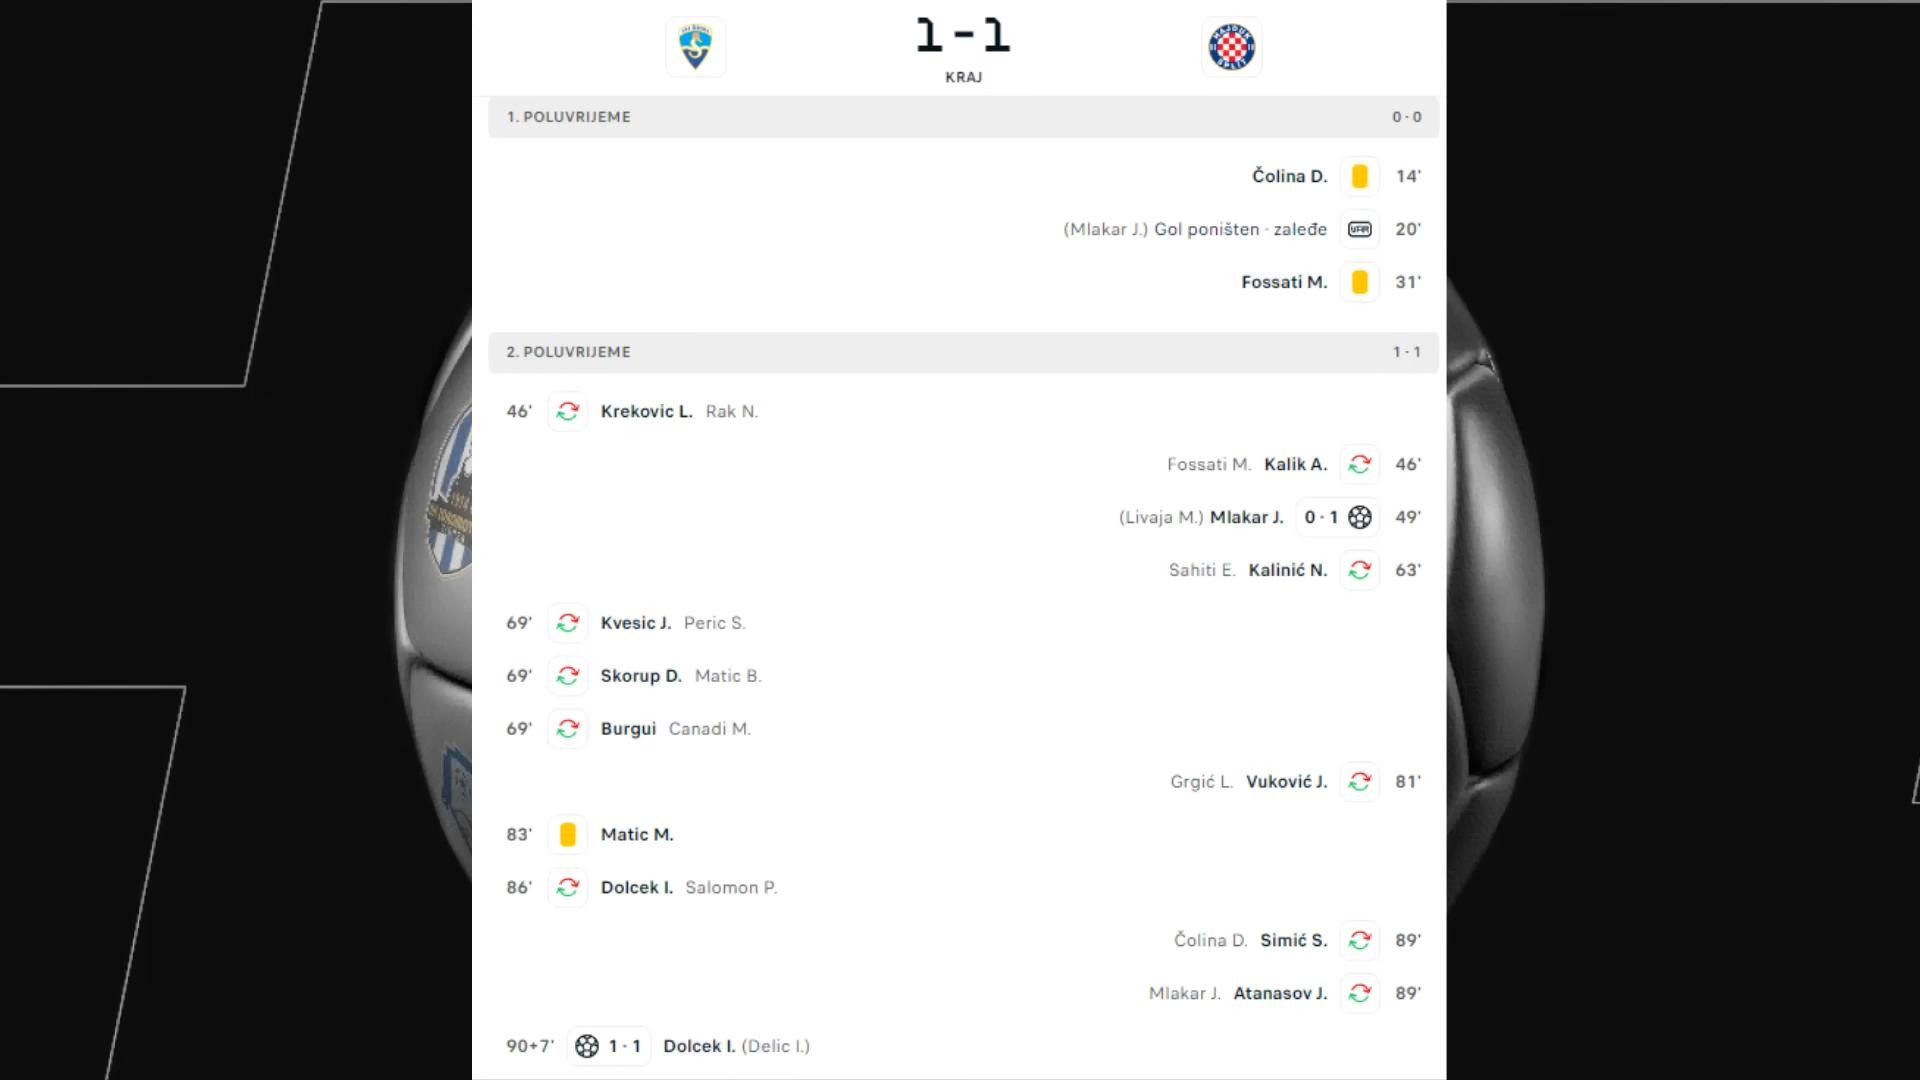 1-1
KRAJ
HAJDUK
SPLIT
1. POLUVRIJEME 0 - 0
Čolina D. 14'
(Mlakar J.) Gol poništen - zaleđe VAR 20'
Fossati M. 31'
2. POLUVRIJEME 1 - 1
46' Krekovic L. Rak N.
Fossati M. Kalik A. 46'
(Livaja M.) Mlakar J. 0 - 1 49'
Sahiti E. Kalinić N. 63'
69' Kvesic J. Peric S.
69' Skorup D. Matic B.
69' Burgui Canadi M.
Grgić L. Vuković J. 81'
83' Matic M.
86' Dolcek I. Salomon P.
Čolina D. Simić S. 89'
Mlakar J. Atanasov J. 89'
90+7' 1 - 1 Dolcek I. (Delic I.)